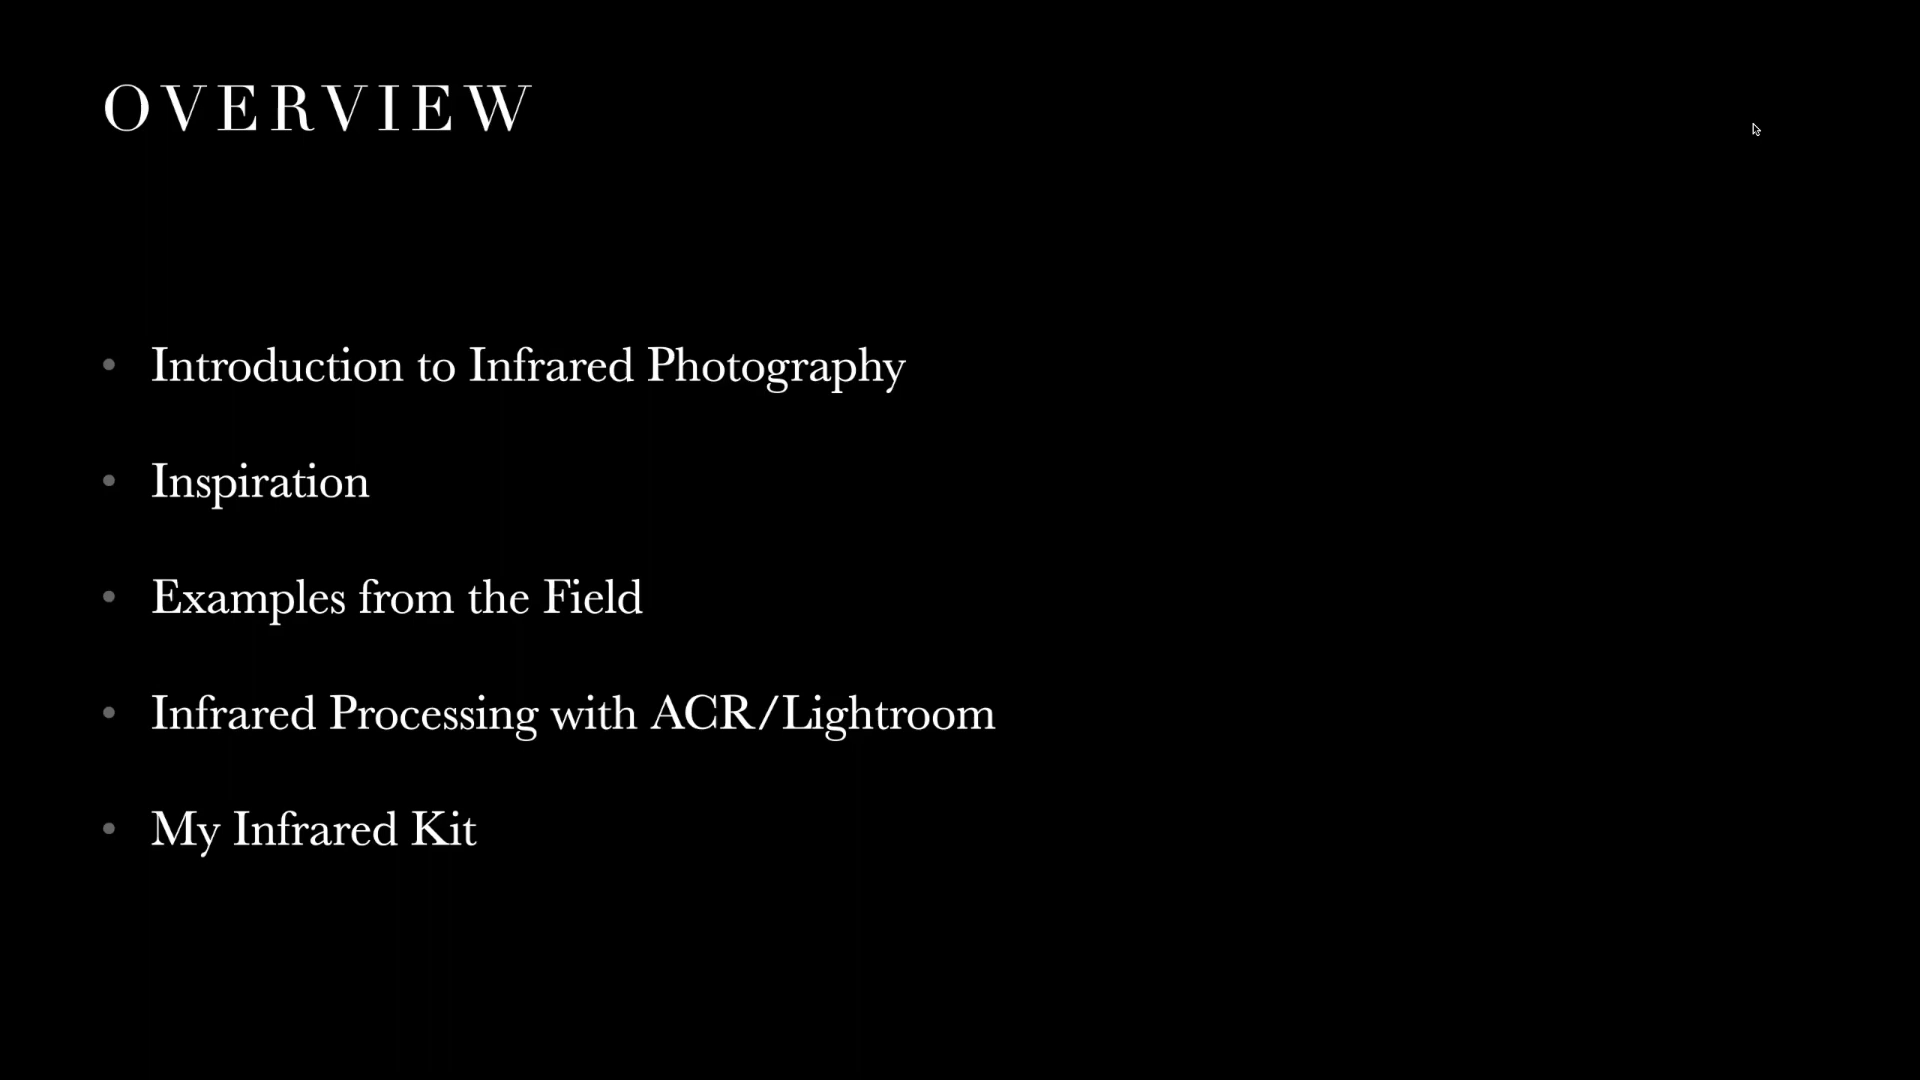 OVERVIEW
• Introduction to Infrared Photography
• Inspiration
• Examples from the Field
• Infrared Processing with ACR/Lightroom
• My Infrared Kit